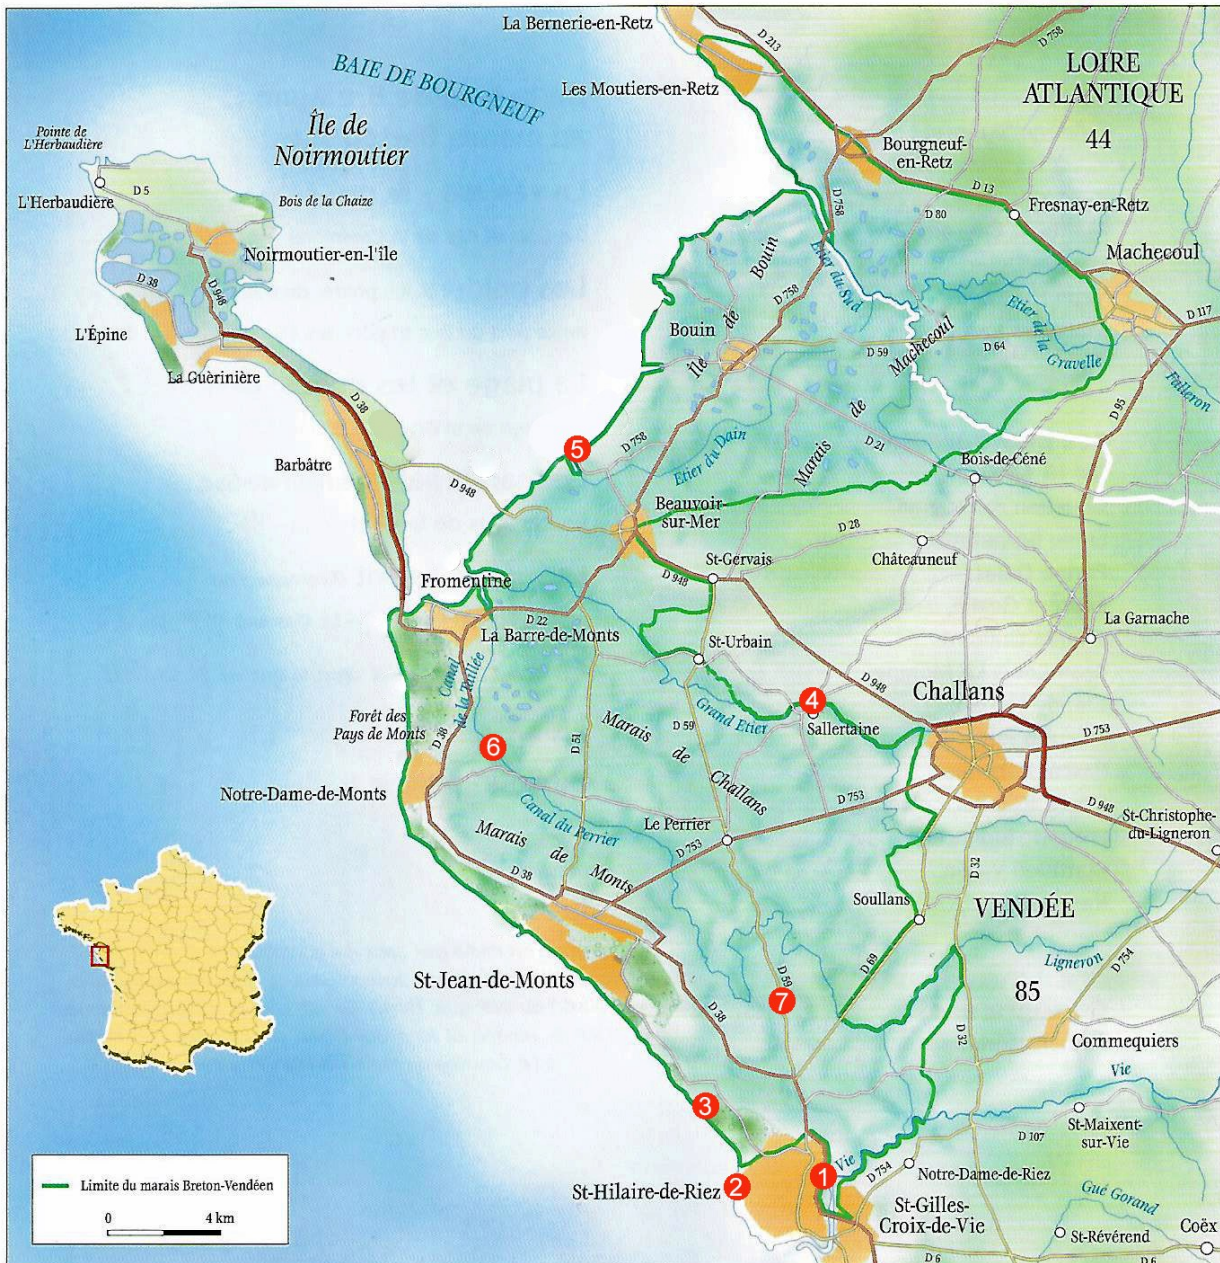 La Bernerie-en-Retz
D 213
D 758
LOIRE
ATLANTIQUE
44
BAIE DE BOURGNEUF
Les Moutiers-en-Retz
Pointe de
L'Herbaudière
Île de
Noirmoutier
Bourgneuf-
en-Retz
D 13
D 5
L'Herbaudière
Bois de la Chaize
D 758
D 80
Fresnay-en-Retz
Noirmoutier-en-l'île
Machecoul
D 38
D 948
Etier du Sud
Île de Bouin
D 758
Etier de la
Gravelle
D 117
L'Épine
Bouin
D 59
D 64
Marais de Machecoul
La Guèrinière
Falleron
D 38
D 95
5
D 758
Etier du Dain
D 21
Barbâtre
Bois-de-Céné
D 948
Beauvoir-
sur-Mer
D 28
Châteauneuf
St-Gervais
D 948
Fromentine
D 22
La Barre-de-Monts
La Garnache
St-Urbain
Canal
de la Taillée
4
D 948
Challans
Grand Etier
Sallertaine
Forêt des
Pays de Monts
D 38
6
D 51
Marais
de
Challans
D 59
D 753
Notre-Dame-de-Monts
D 753
D 948
Canal du Perrier
Le Perrier
St-Christophe-
du-Ligneron
Marais
de
Monts
D 753
D 38
D 32
Soullans
VENDÉE
85
Ligneron
D 754
St-Jean-de-Monts
D 69
7
D 59
D 38
D 32
Commequiers
Vie
3
St-Maixent-
sur-Vie
D 107
Limite du marais Breton-Vendéen
0 4 km
St-Hilaire-de-Riez
2
1
Vie
D 754
Notre-Dame-de-Riez
St-Gilles-
Croix-de-Vie
Gué Gorand
St-Révérend
Coëx
D 6
D 6